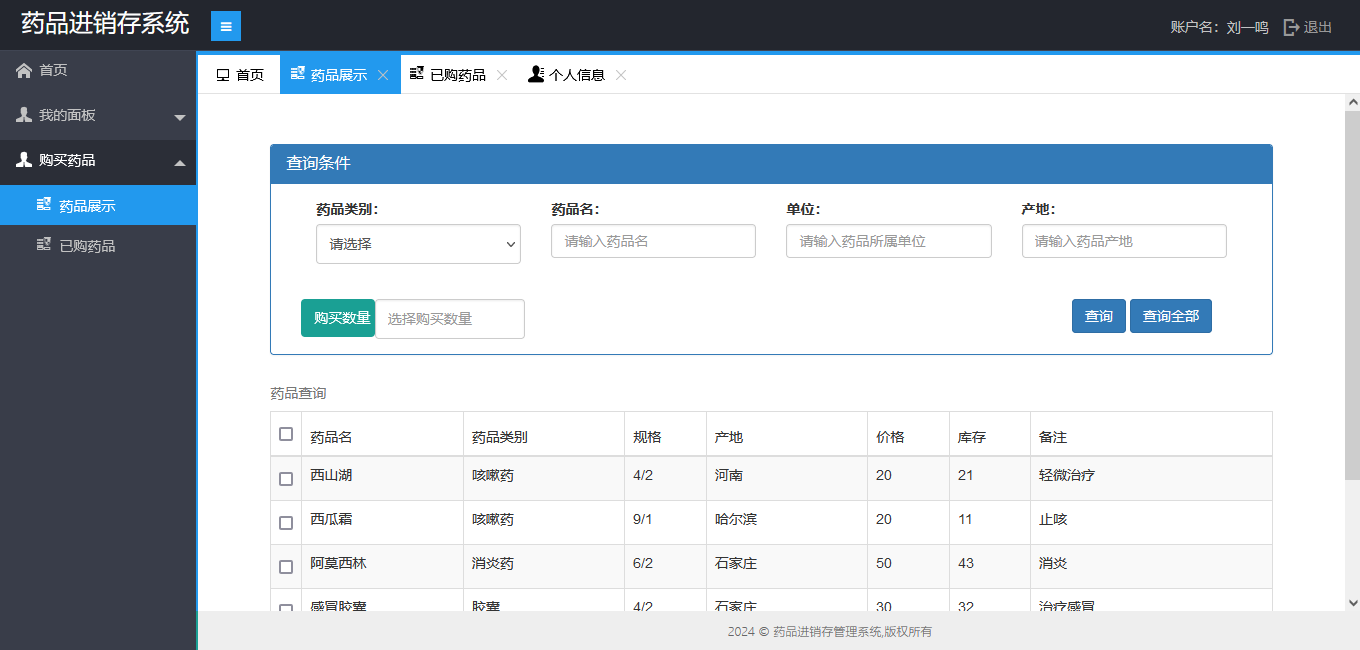 药品进销存系统
账户名：刘一鸣 退出
首页
我的面板
购买药品
药品展示
已购药品
首页 药品展示 已购药品 个人信息
查询条件
药品类别： 药品名： 单位： 产地：
请选择 请输入药品名 请输入药品所属单位 请输入药品产地
购买数量 选择购买数量 查询 查询全部
药品查询
药品名 药品类别 规格 产地 价格 库存 备注
西山湖 咳嗽药 4/2 河南 20 21 轻微治疗
西瓜霜 咳嗽药 9/1 哈尔滨 20 11 止咳
阿莫西林 消炎药 6/2 石家庄 50 43 消炎
感冒胶囊 胶囊 4/2 石家庄 30 32 治疗感冒
2024 © 药品进销存管理系统,版权所有